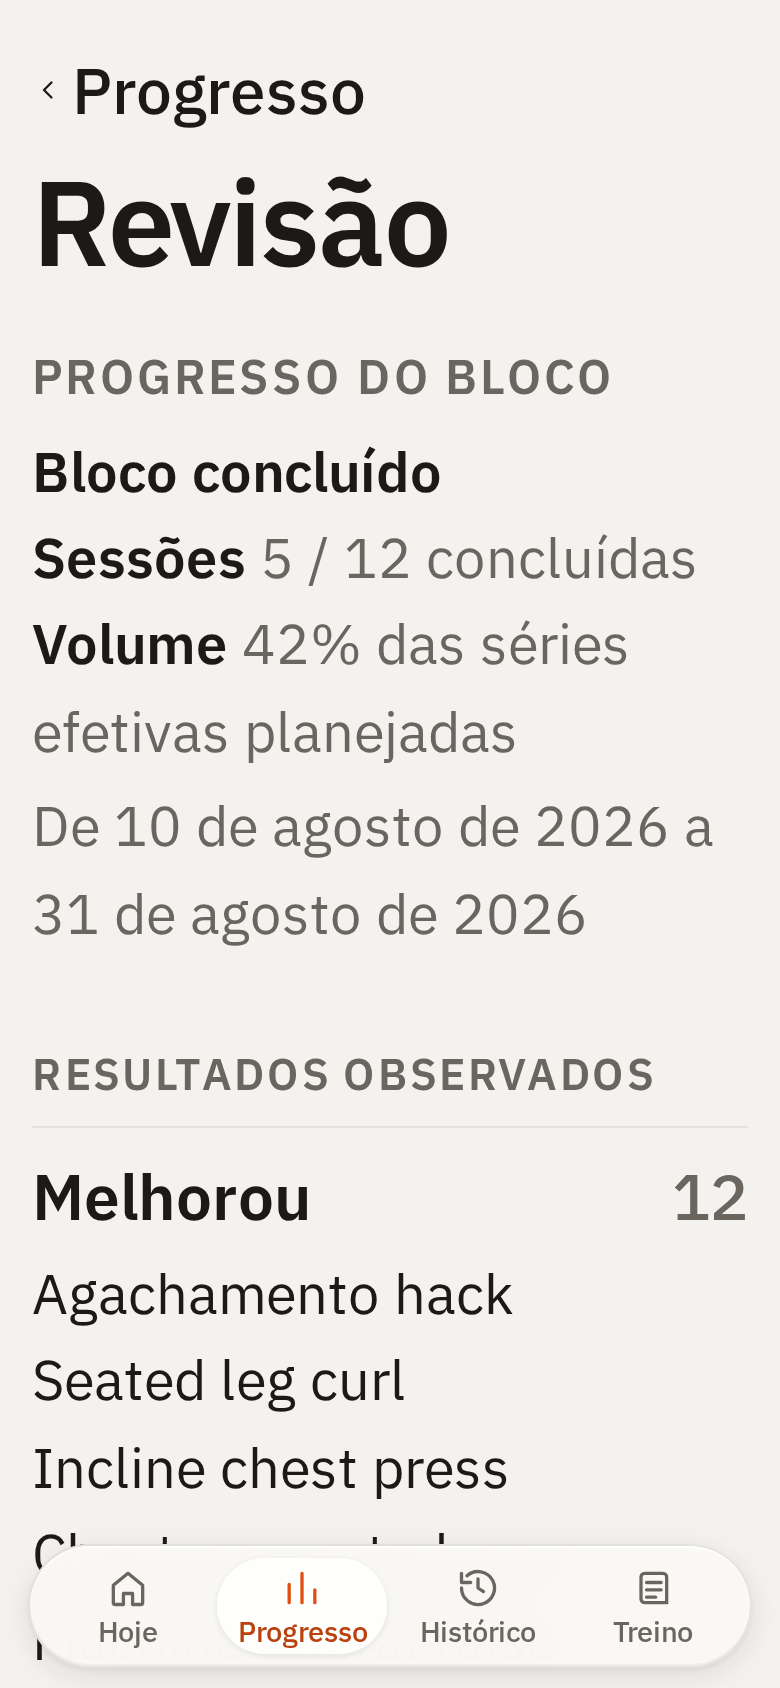 Progresso
Revisão
PROGRESSO DO BLOCO
Bloco concluído
Sessões 5 / 12 concluídas
Volume 42% das séries
efetivas planejadas
De 10 de agosto de 2026 a
31 de agosto de 2026
RESULTADOS OBSERVADOS
Melhorou 12
Agachamento hack
Seated leg curl
Incline chest press
Hoje Progresso Histórico Treino